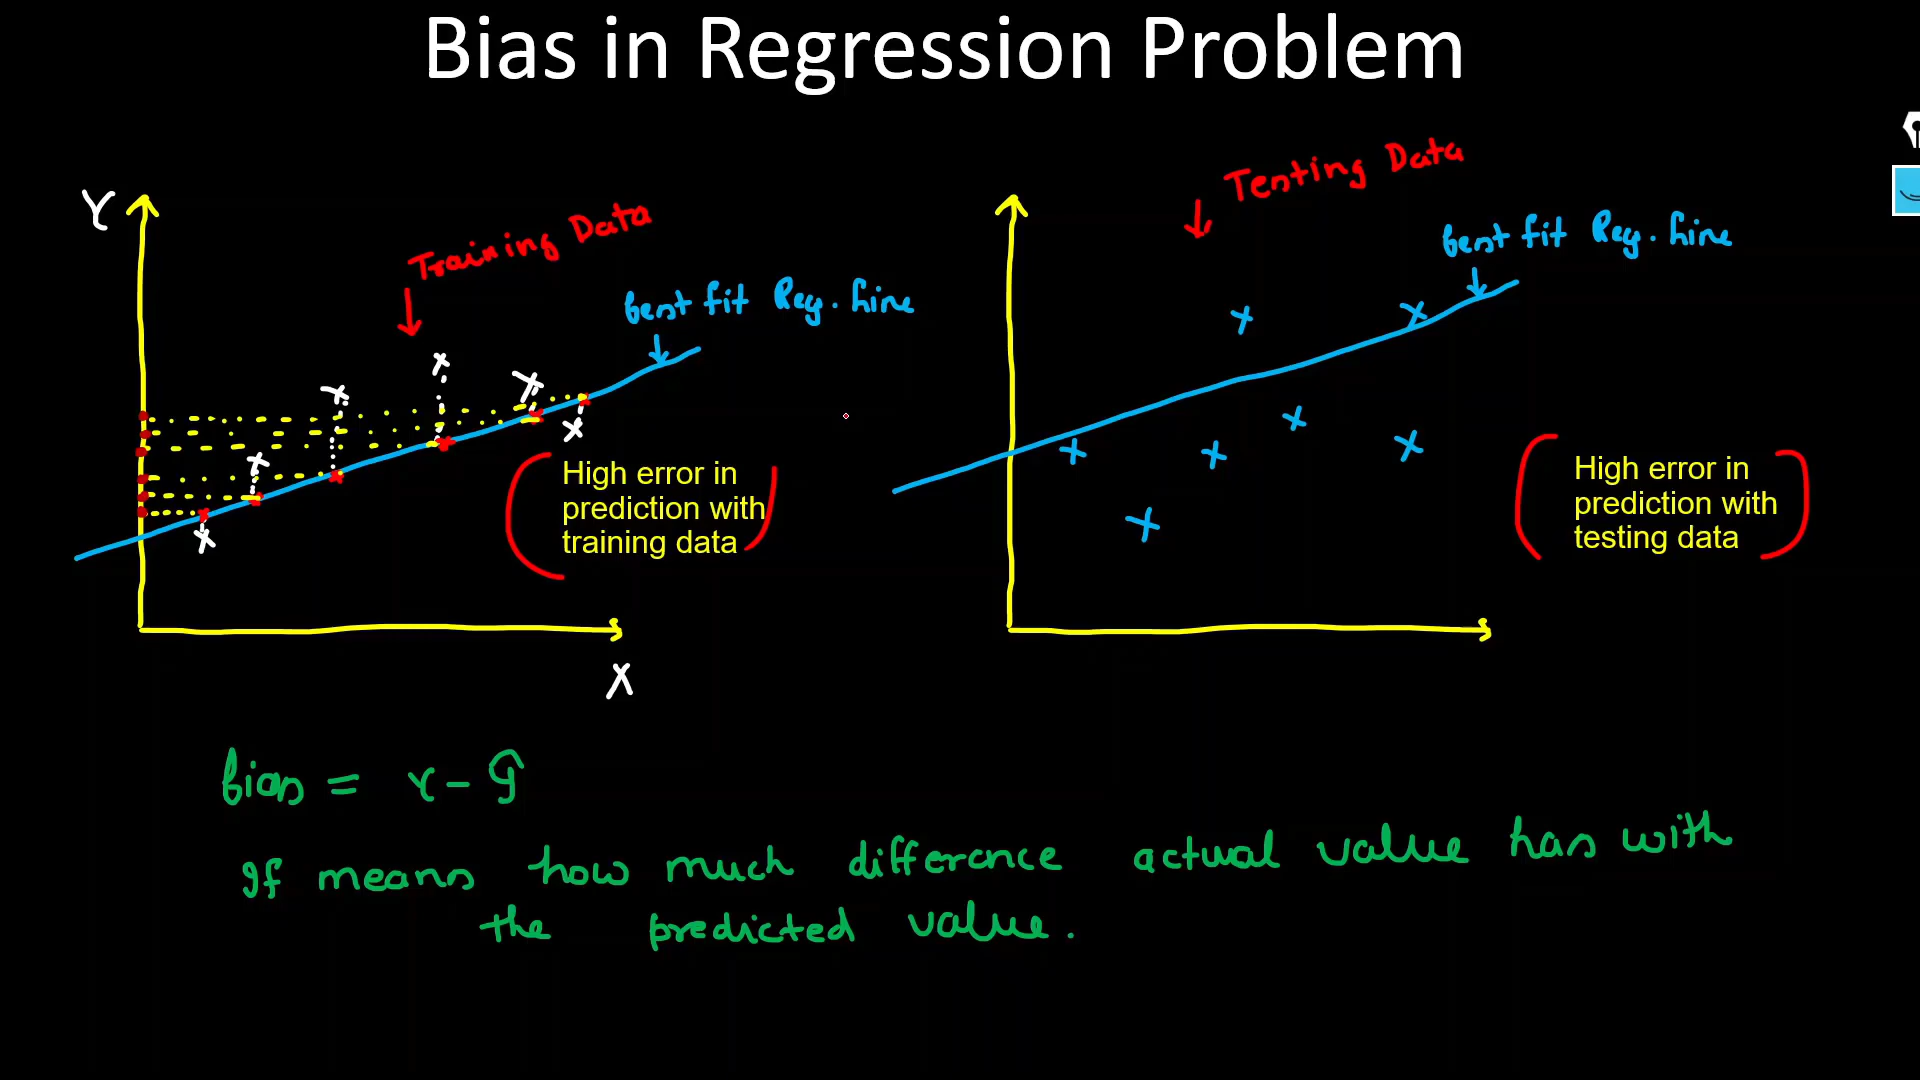 Bias in Regression Problem
Y
Training Data
best fit Reg. line
High error in
prediction with
training data
X
Testing Data
best fit Reg. line
High error in
prediction with
testing data
bias = Y - Ŷ
It means how much difference actual value has with
the predicted value.